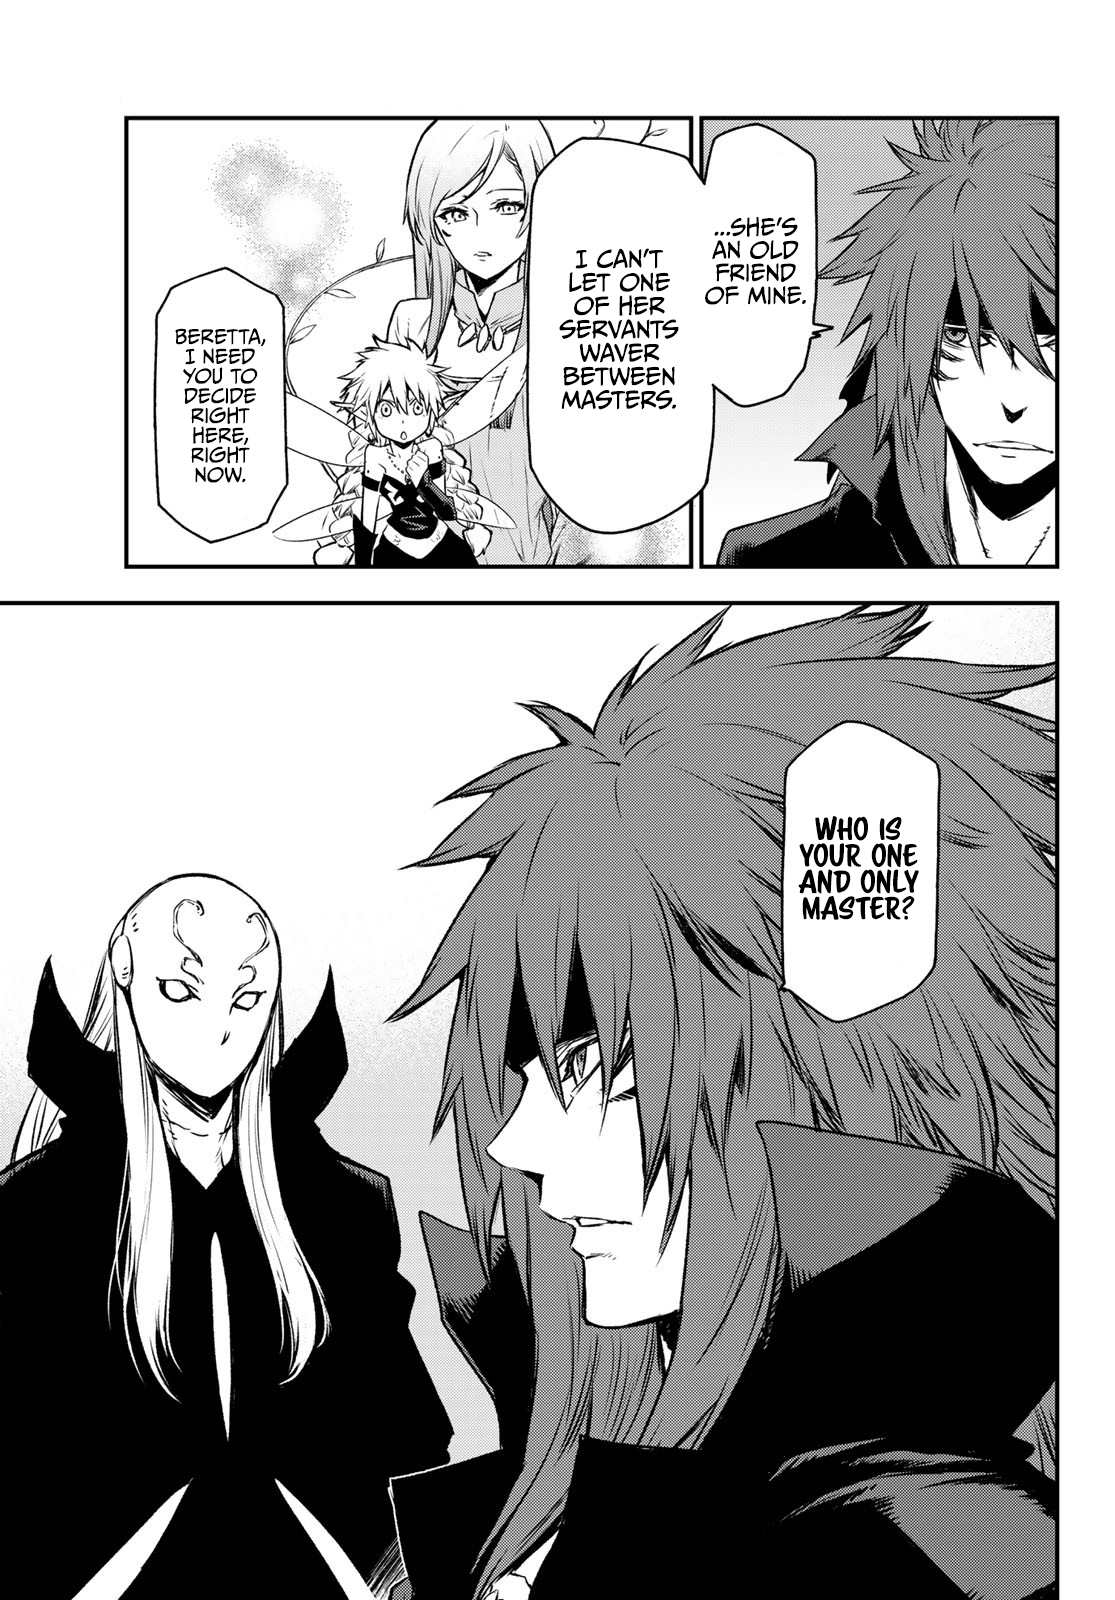 ...SHE'S
AN OLD
FRIEND
OF MINE.
I CAN'T
LET ONE
OF HER
SERVANTS
WAVER
BETWEEN
MASTERS.
BERETTA,
I NEED
YOU TO
DECIDE
RIGHT
HERE,
RIGHT
NOW.
WHO IS
YOUR ONE
AND ONLY
MASTER?